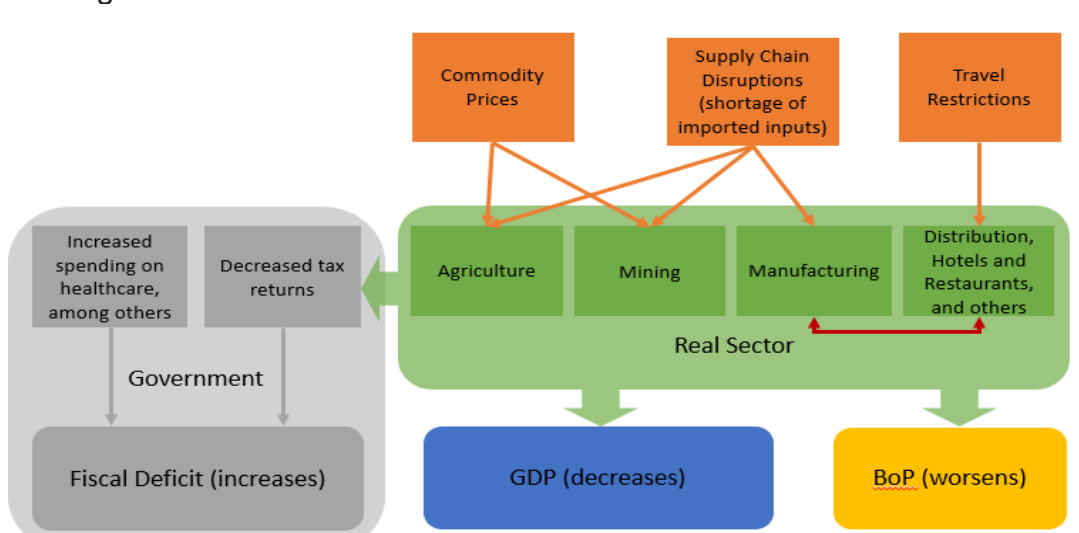 Commodity
Prices
Supply Chain
Disruptions
(shortage of
imported inputs)
Travel
Restrictions
Increased
spending on
healthcare,
among others
Decreased tax
returns
Agriculture
Mining
Manufacturing
Distribution,
Hotels and
Restaurants,
and others
Real Sector
Government
Fiscal Deficit (increases)
GDP (decreases)
BoP (worsens)